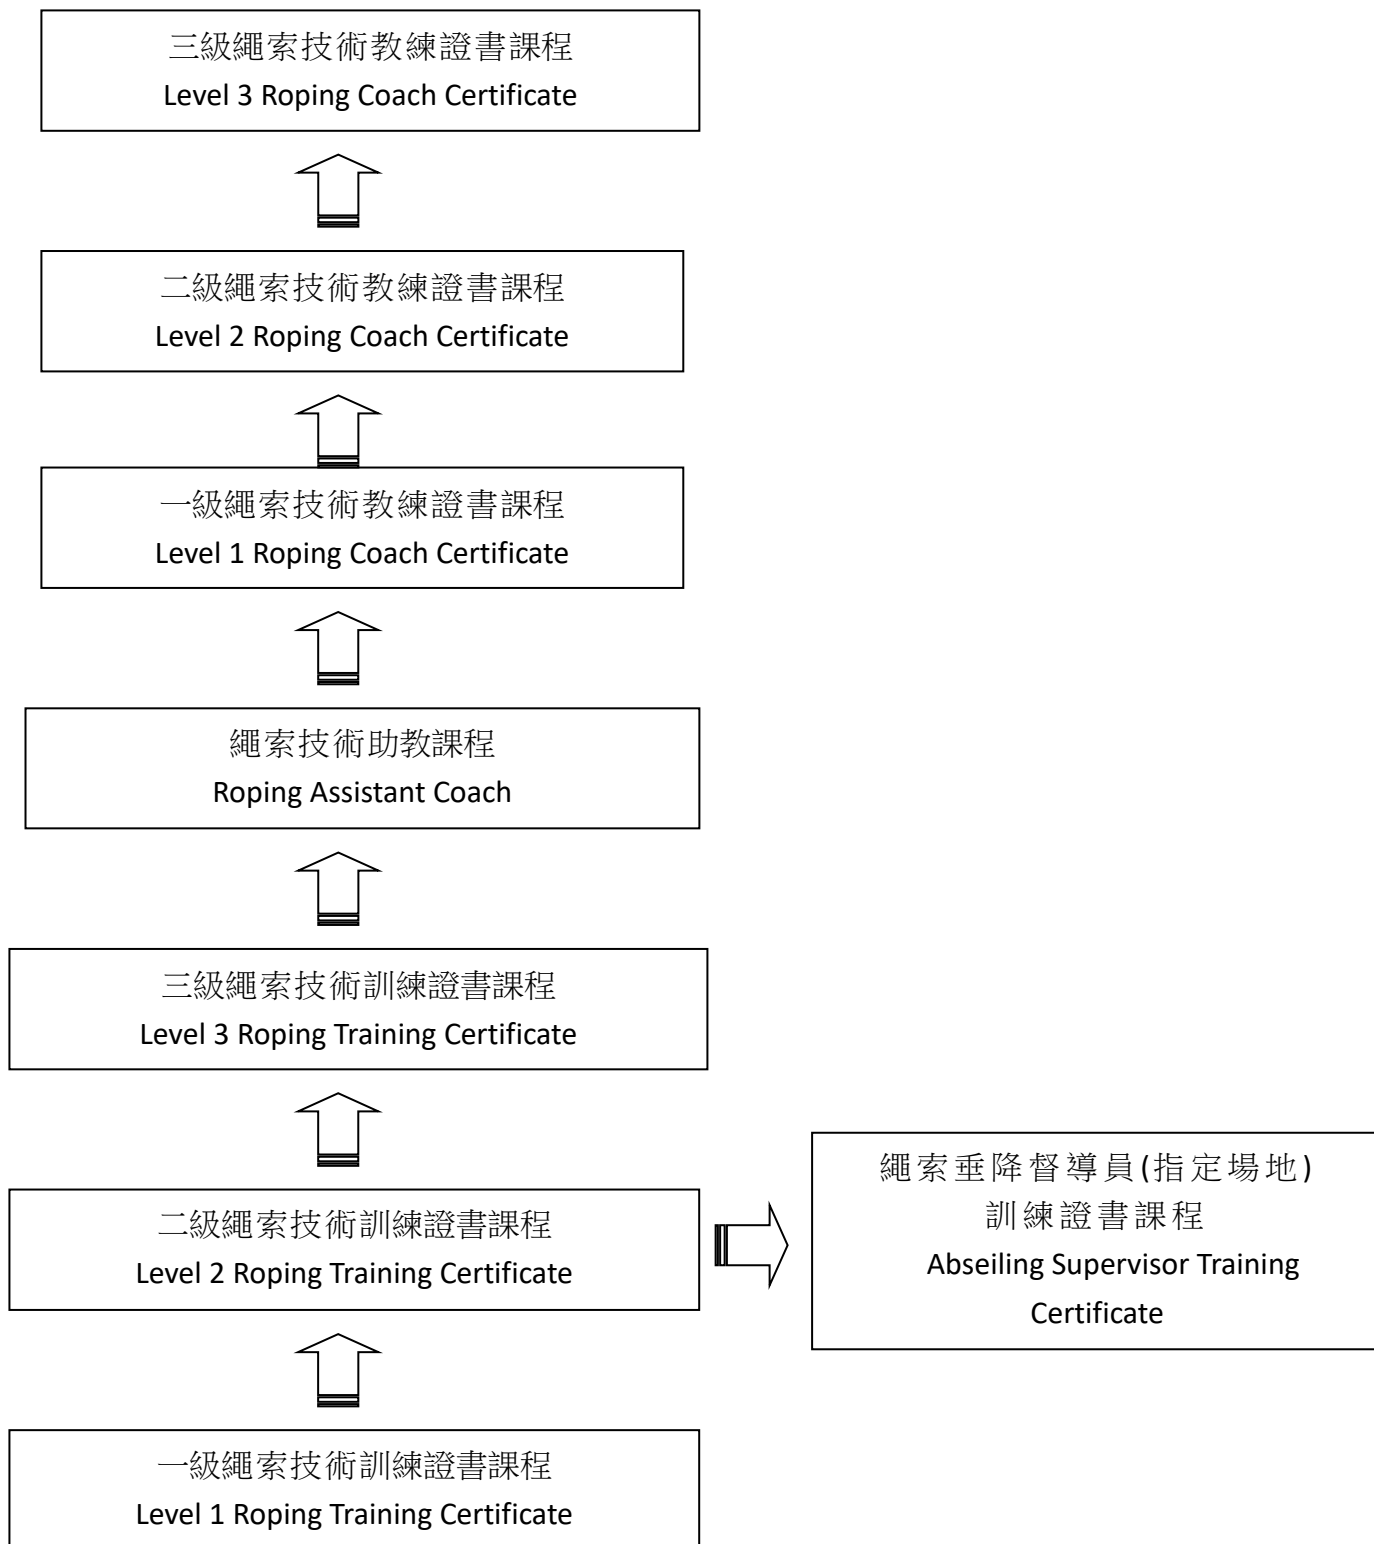 三級繩索技術教練證書課程
Level 3 Roping Coach Certificate
二級繩索技術教練證書課程
Level 2 Roping Coach Certificate
一級繩索技術教練證書課程
Level 1 Roping Coach Certificate
繩索技術助教課程
Roping Assistant Coach
三級繩索技術訓練證書課程
Level 3 Roping Training Certificate
二級繩索技術訓練證書課程
Level 2 Roping Training Certificate
繩索垂降督導員(指定場地)
訓練證書課程
Abseiling Supervisor Training
Certificate
一級繩索技術訓練證書課程
Level 1 Roping Training Certificate